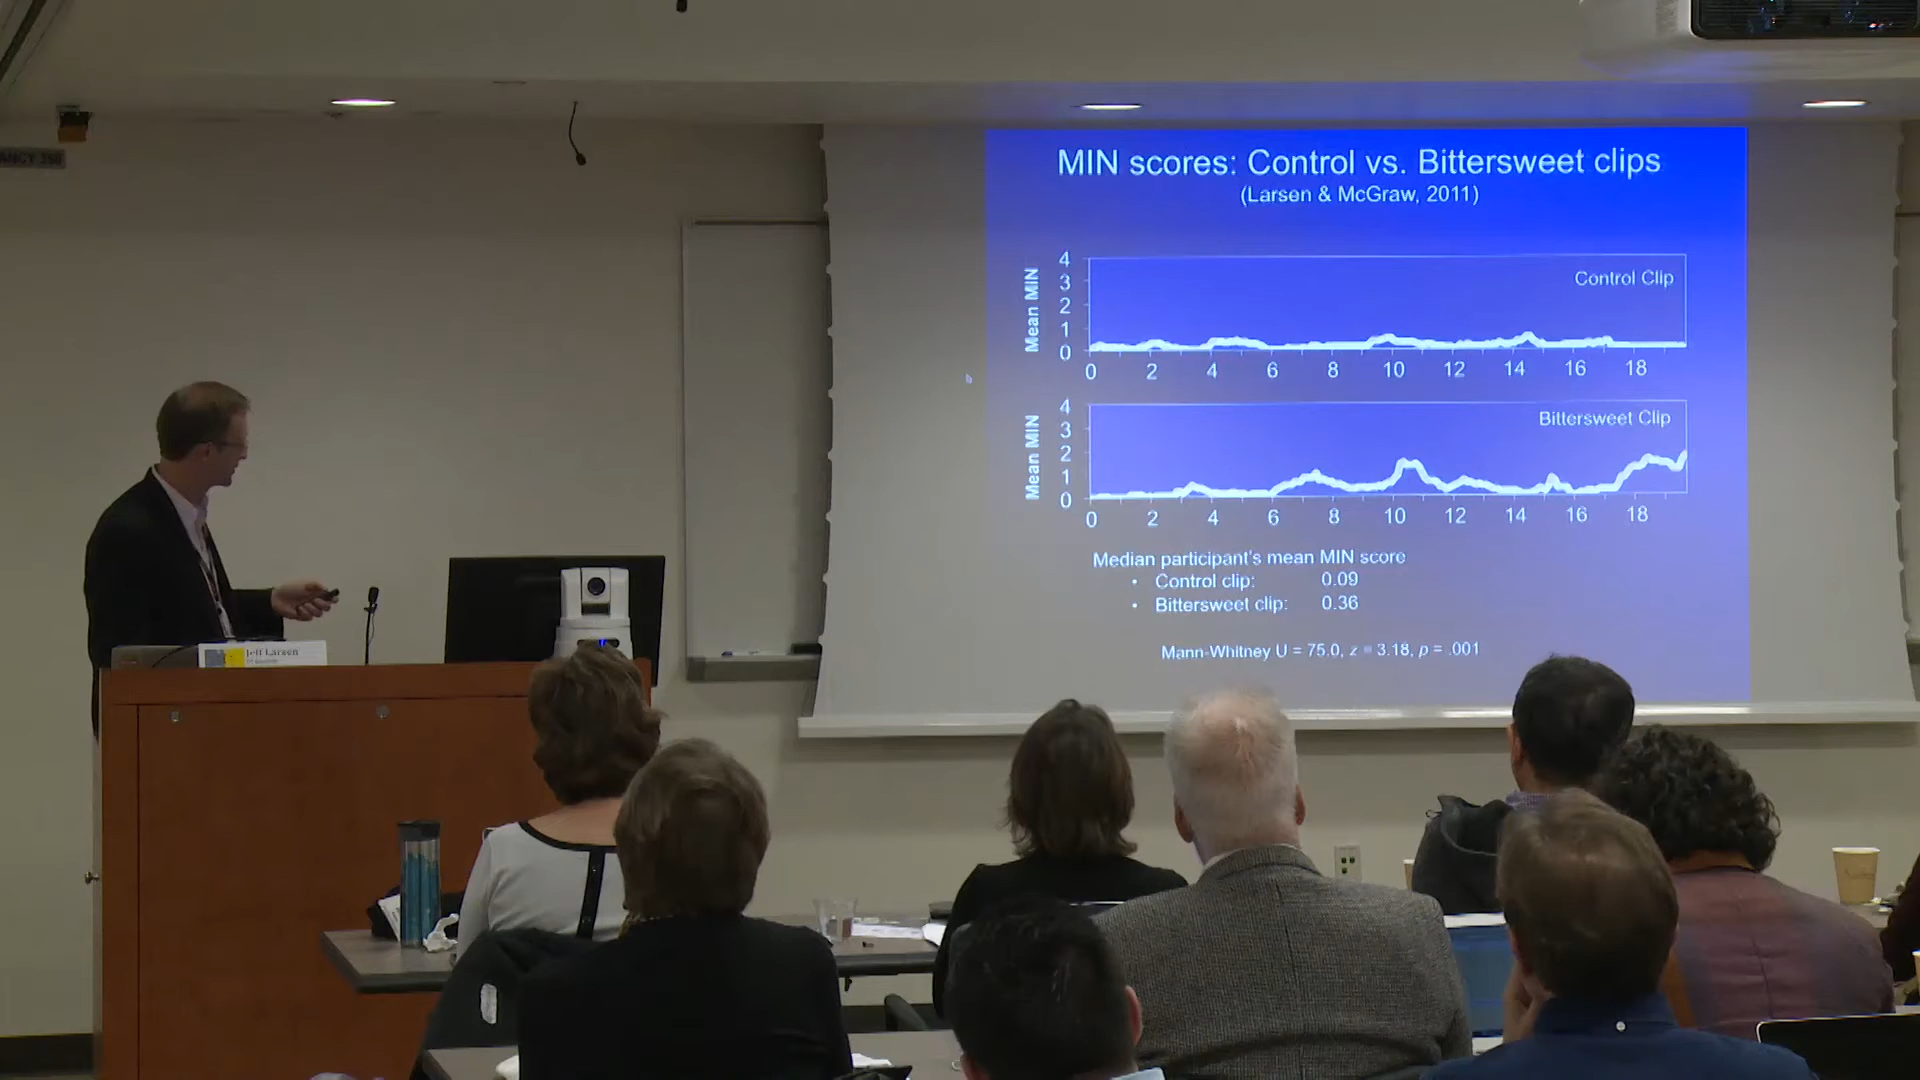 MIN scores: Control vs. Bittersweet clips
(Larsen & McGraw, 2011)
Mean MIN
4
3
2
1
0
Control Clip
0 2 4 6 8 10 12 14 16 18
Mean MIN
4
3
2
1
0
Bittersweet Clip
0 2 4 6 8 10 12 14 16 18
Median participant's mean MIN score
• Control clip: 0.09
• Bittersweet clip: 0.36
Mann-Whitney U = 75.0, z = 3.18, p = .001
Jeff Larsen